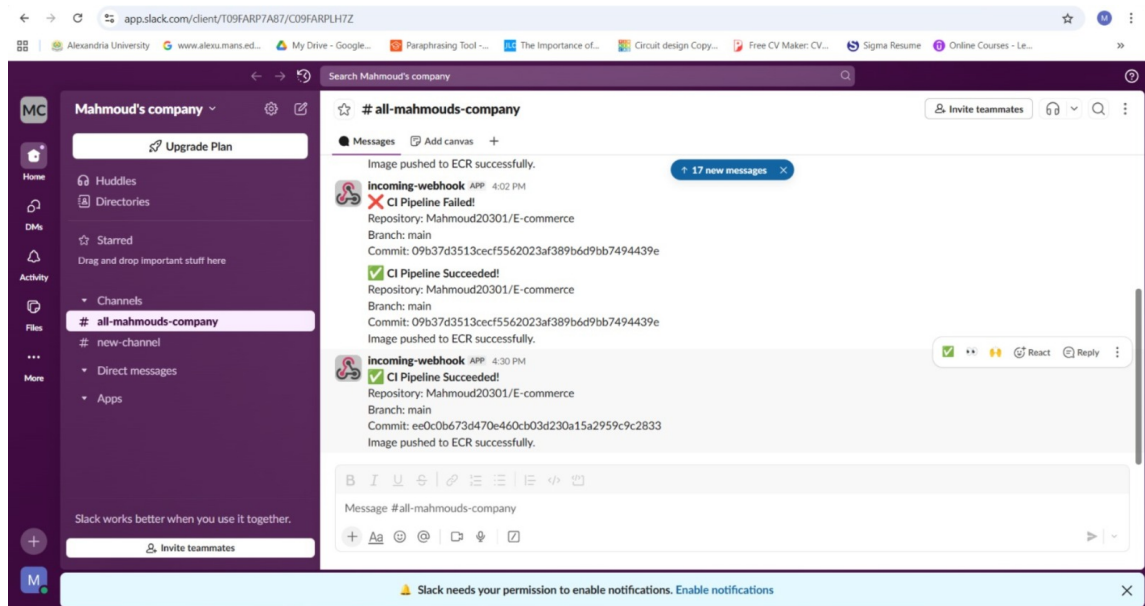 app.slack.com/client/T09FARP7A87/C09FARPLH7Z
M
Alexandria University
www.alexu.mans.ed...
My Drive - Google...
Paraphrasing Tool -...
The Importance of...
Circuit design Copy...
Free CV Maker: CV...
Sigma Resume
Online Courses - Le...
»
Search Mahmoud's company
MC
Home
DMs
Activity
Files
More
M
Mahmoud's company
Upgrade Plan
Huddles
Directories
Starred
Drag and drop important stuff here
Channels
# all-mahmouds-company
# new-channel
Direct messages
Apps
Slack works better when you use it together.
Invite teammates
# all-mahmouds-company
Invite teammates
Messages
Add canvas
+
↑ 17 new messages ×
Image pushed to ECR successfully.
incoming-webhook APP 4:02 PM
❌ CI Pipeline Failed!
Repository: Mahmoud20301/E-commerce
Branch: main
Commit: 09b37d3513cecf5562023af389b6d9bb7494439e
✅ CI Pipeline Succeeded!
Repository: Mahmoud20301/E-commerce
Branch: main
Commit: 09b37d3513cecf5562023af389b6d9bb7494439e
Image pushed to ECR successfully.
React
Reply
incoming-webhook APP 4:30 PM
✅ CI Pipeline Succeeded!
Repository: Mahmoud20301/E-commerce
Branch: main
Commit: ee0c0b673d470e460cb03d230a15a2959c9c2833
Image pushed to ECR successfully.
B I U S
Message #all-mahmouds-company
+ Aa @
Slack needs your permission to enable notifications. Enable notifications